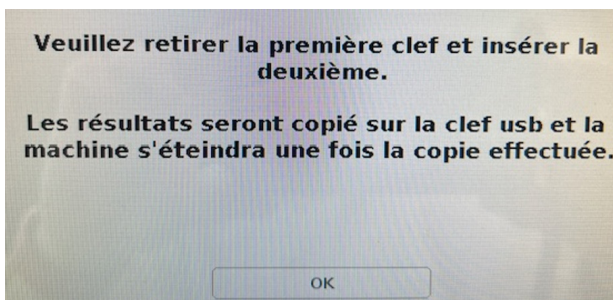 Veuillez retirer la première clef et insérer la
deuxième.
Les résultats seront copié sur la clef usb et la
machine s'éteindra une fois la copie effectuée.
OK